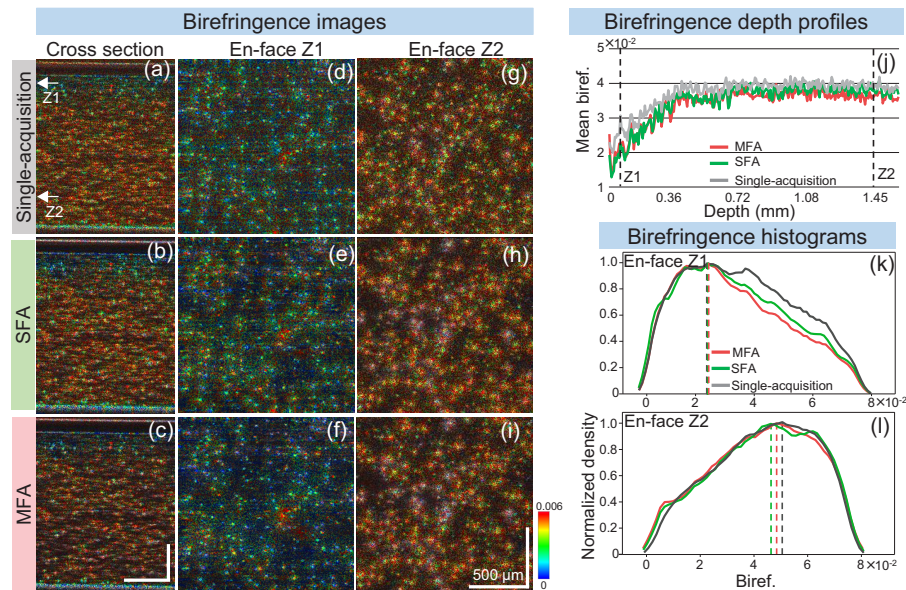 Birefringence images
Cross section
En-face Z1
En-face Z2
Single-acquisition
SFA
MFA
(a)
Z1
Z2
(d)
(g)
(b)
(e)
(h)
(c)
(f)
(i)
0.006
0
500 µm
Birefringence depth profiles
×10⁻²
(j)
5
4
3
2
1
Mean biref.
MFA
SFA
Single-acquisition
Z1
Z2
0 0.36 0.72 1.08 1.45
Depth (mm)
Birefringence histograms
En-face Z1
(k)
1.0
0.8
0.6
0.4
0.2
0
MFA
SFA
Single-acquisition
0 2 4 6 8 ×10⁻²
En-face Z2
(l)
1.0
0.8
0.6
0.4
0.2
0
Normalized density
0 2 4 6 8 ×10⁻²
Biref.